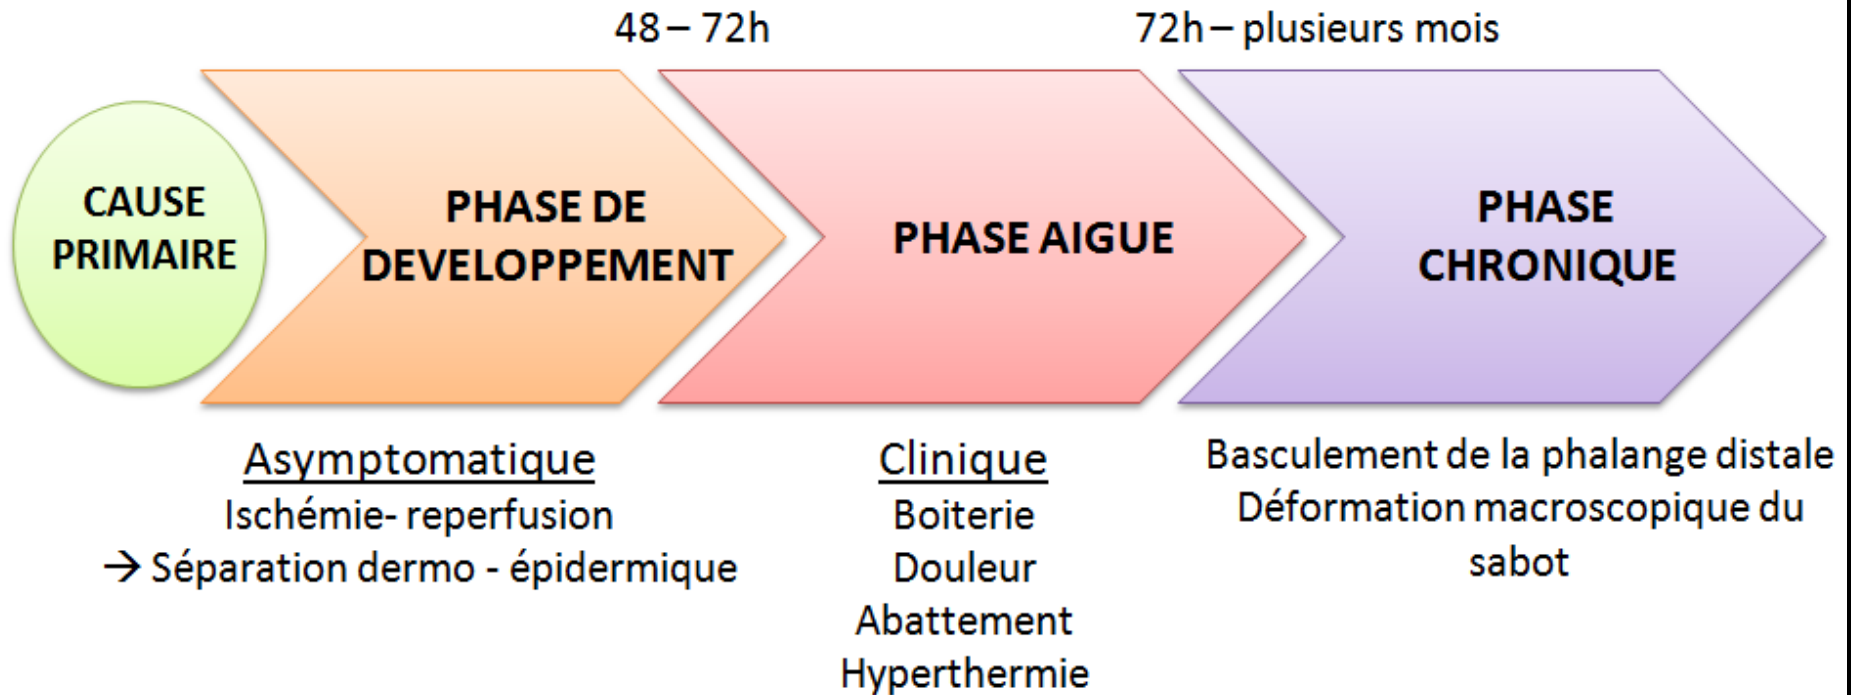 48 – 72h
72h – plusieurs mois
CAUSE
PRIMAIRE
PHASE DE
DEVELOPPEMENT
PHASE AIGUE
PHASE
CHRONIQUE
Asymptomatique
Ischémie- reperfusion
→ Séparation dermo - épidermique
Clinique
Boiterie
Douleur
Abattement
Hyperthermie
Basculement de la phalange distale
Déformation macroscopique du
sabot